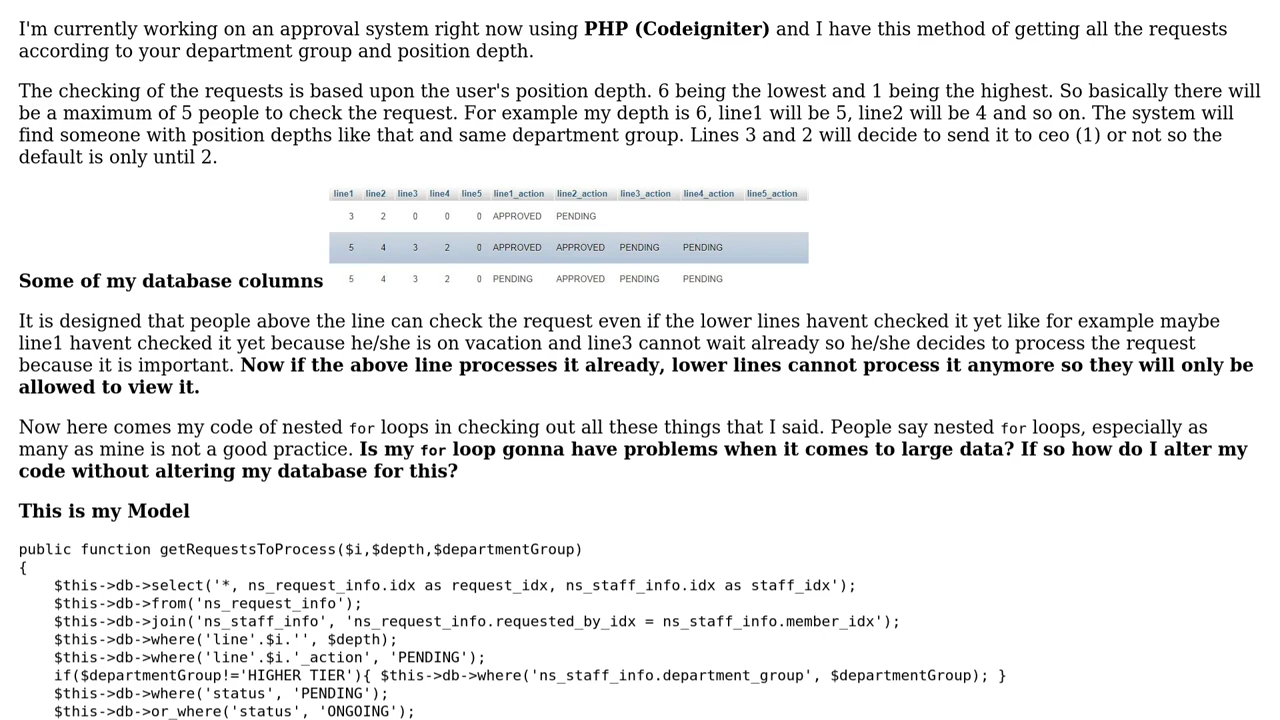 I'm currently working on an approval system right now using PHP (Codeigniter) and I have this method of getting all the requests
according to your department group and position depth.
The checking of the requests is based upon the user's position depth. 6 being the lowest and 1 being the highest. So basically there will
be a maximum of 5 people to check the request. For example my depth is 6, line1 will be 5, line2 will be 4 and so on. The system will
find someone with position depths like that and same department group. Lines 3 and 2 will decide to send it to ceo (1) or not so the
default is only until 2.
line1 line2 line3 line4 line5 line1_action line2_action line3_action line4_action line5_action
3 2 0 0 0 APPROVED PENDING
5 4 3 2 0 APPROVED APPROVED PENDING PENDING
5 4 3 2 0 PENDING APPROVED PENDING PENDING
Some of my database columns
It is designed that people above the line can check the request even if the lower lines havent checked it yet like for example maybe
line1 havent checked it yet because he/she is on vacation and line3 cannot wait already so he/she decides to process the request
because it is important. Now if the above line processes it already, lower lines cannot process it anymore so they will only be
allowed to view it.
Now here comes my code of nested for loops in checking out all these things that I said. People say nested for loops, especially as
many as mine is not a good practice. Is my for loop gonna have problems when it comes to large data? If so how do I alter my
code without altering my database for this?
This is my Model
public function getRequestsToProcess($i,$depth,$departmentGroup)
{
    $this->db->select('*, ns_request_info.idx as request_idx, ns_staff_info.idx as staff_idx');
    $this->db->from('ns_request_info');
    $this->db->join('ns_staff_info', 'ns_request_info.requested_by_idx = ns_staff_info.member_idx');
    $this->db->where('line'.$i.'', $depth);
    $this->db->where('line'.$i.'_action', 'PENDING');
    if($departmentGroup!='HIGHER TIER'){ $this->db->where('ns_staff_info.department_group', $departmentGroup); }
    $this->db->where('status', 'PENDING');
    $this->db->or_where('status', 'ONGOING');